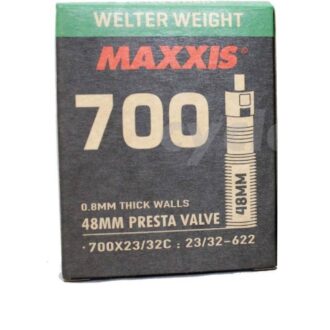 WELTER WEIGHT
MAXXIS®
700
48MM
0.8MM THICK WALLS
48MM PRESTA VALVE
·700X23/32C : 23/32-622